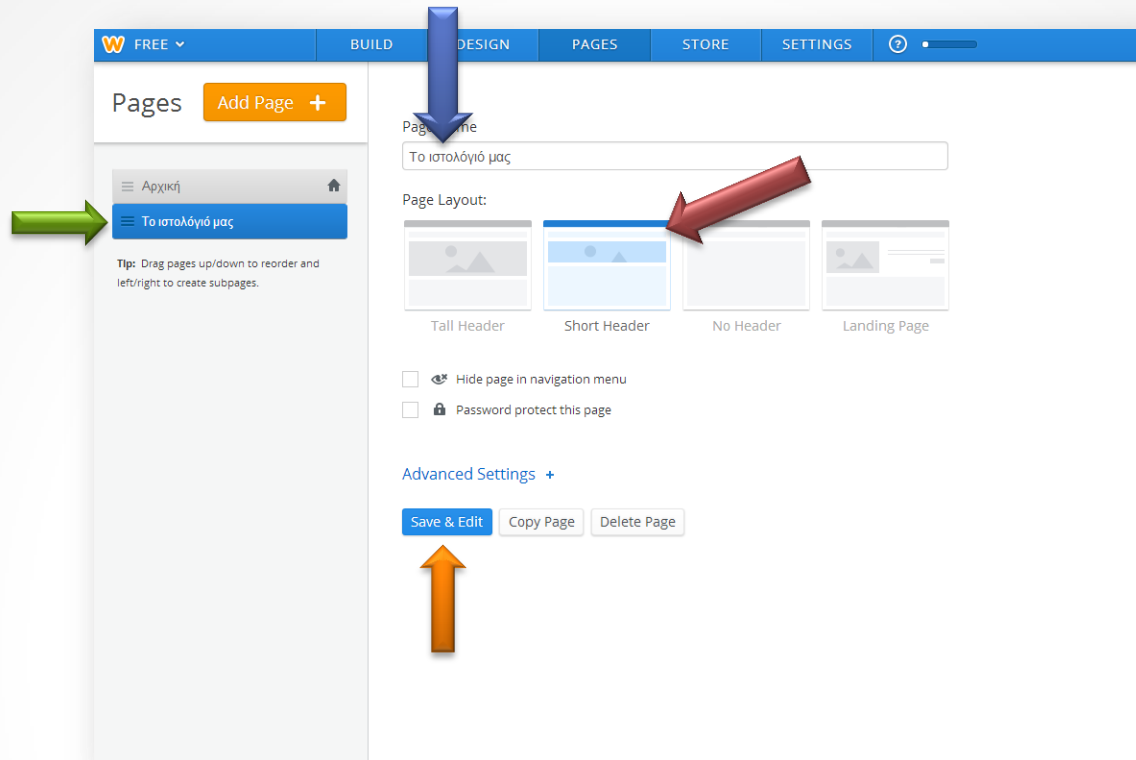 FREE BUILD DESIGN PAGES STORE SETTINGS ?
Pages Add Page +
Αρχική
Το ιστολόγιό μας
Tip: Drag pages up/down to reorder and
left/right to create subpages.
Page Name
Το ιστολόγιό μας
Page Layout:
Tall Header Short Header No Header Landing Page
Hide page in navigation menu
Password protect this page
Advanced Settings +
Save & Edit Copy Page Delete Page